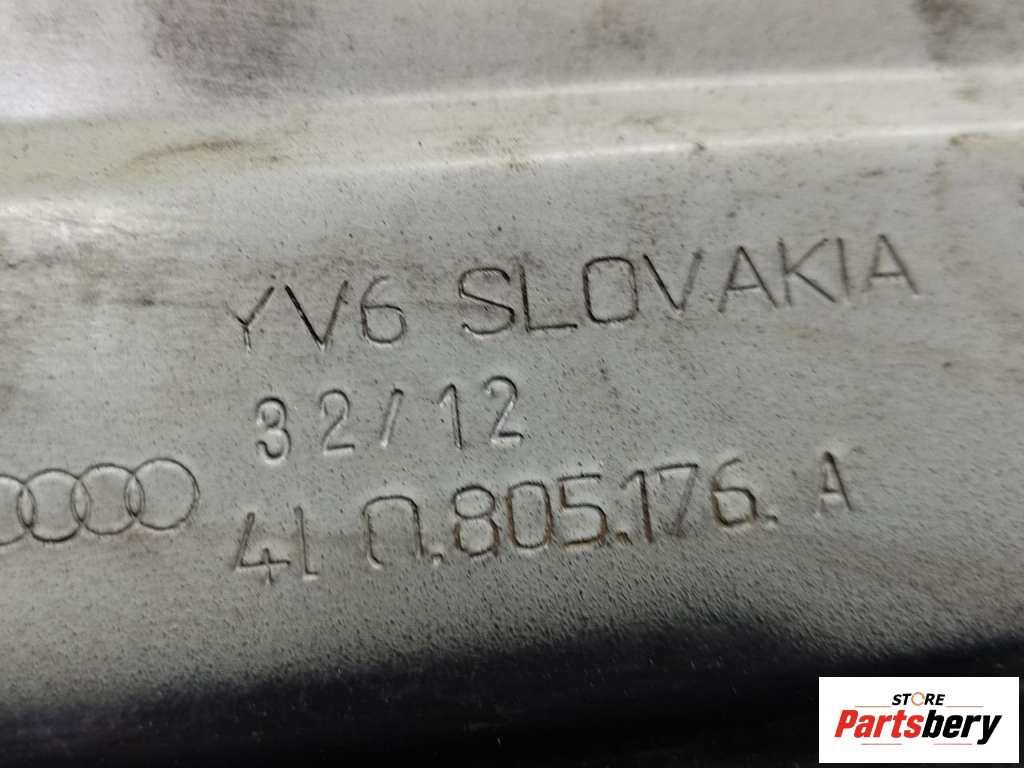 YV6 SLOVAKIA
32/12
4L0.805.176. A
STORE
Partsbery